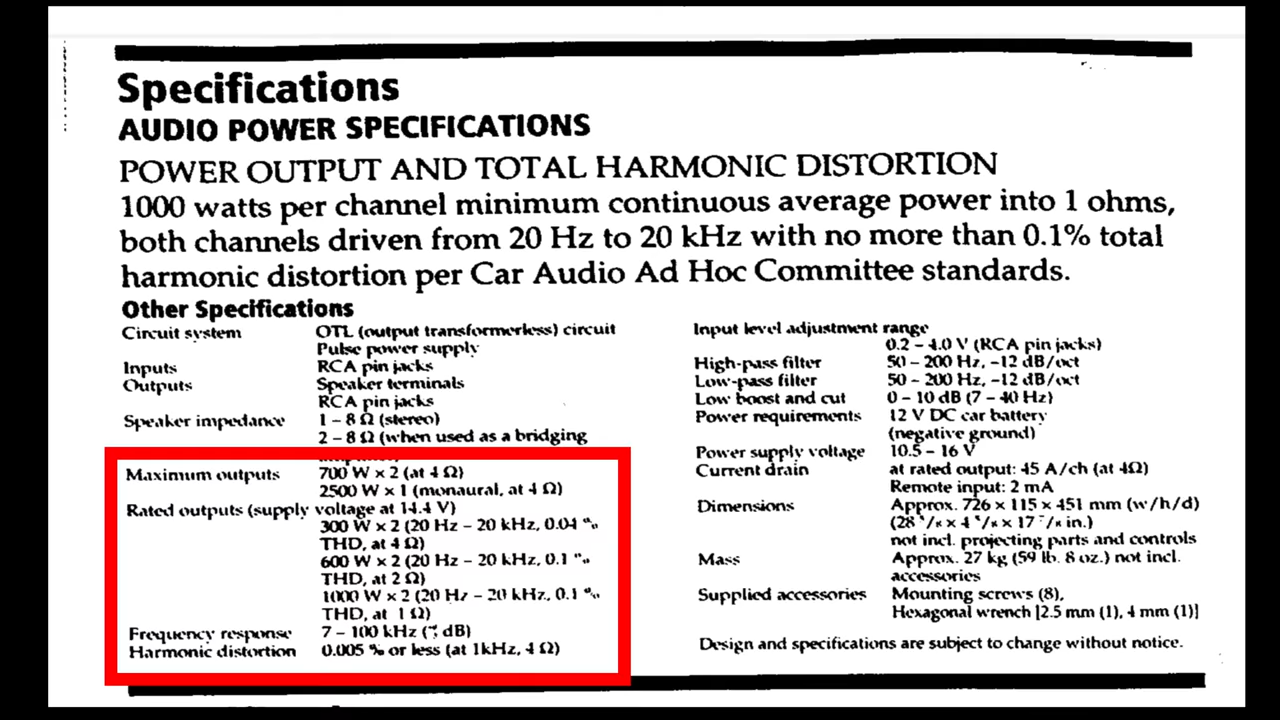 Specifications
AUDIO POWER SPECIFICATIONS
POWER OUTPUT AND TOTAL HARMONIC DISTORTION
1000 watts per channel minimum continuous average power into 1 ohms,
both channels driven from 20 Hz to 20 kHz with no more than 0.1% total
harmonic distortion per Car Audio Ad Hoc Committee standards.
Other Specifications
Circuit system OTL (output transformerless) circuit
Pulse power supply
Inputs RCA pin jacks
Outputs Speaker terminals
RCA pin jacks
Speaker impedance 1 – 8 Ω (stereo)
2 – 8 Ω (when used as a bridging
Maximum outputs 700 W × 2 (at 4 Ω)
2500 W × 1 (monaural, at 4 Ω)
Rated outputs (supply voltage at 14.4 V)
300 W × 2 (20 Hz – 20 kHz, 0.04 %
THD, at 4 Ω)
600 W × 2 (20 Hz – 20 kHz, 0.1 %
THD, at 2 Ω)
1000 W × 2 (20 Hz – 20 kHz, 0.1 %
THD, at 1 Ω)
Frequency response 7 – 100 kHz ( dB)
Harmonic distortion 0.005 % or less (at 1kHz, 4 Ω)
Input level adjustment range
0.2 – 4.0 V (RCA pin jacks)
High-pass filter 50 – 200 Hz, –12 dB/oct
Low-pass filter 50 – 200 Hz, –12 dB/oct
Low boost and cut 0 – 10 dB (7 – 40 Hz)
Power requirements 12 V DC car battery
(negative ground)
Power supply voltage 10.5 – 16 V
Current drain at rated output: 45 A/ch (at 4Ω)
Remote input: 2 mA
Dimensions Approx. 726 × 115 × 451 mm (w/h/d)
in.)
not incl. projecting parts and controls
Mass Approx. 27 kg (59 lb. 8 oz.) not incl.
accessories
Supplied accessories Mounting screws (8),
Hexagonal wrench [2.5 mm (1), 4 mm (1)]
Design and specifications are subject to change without notice.